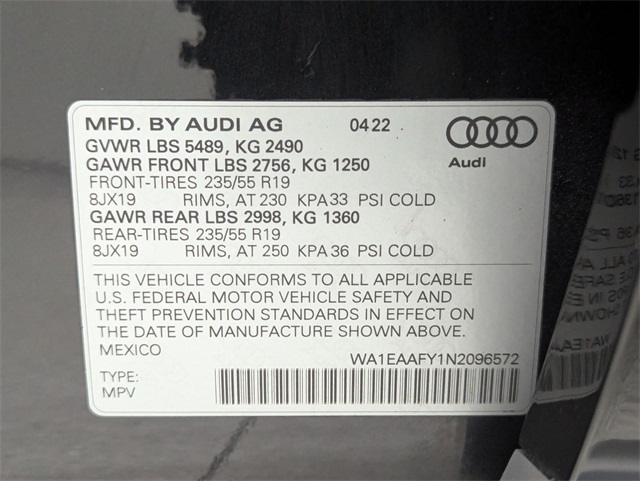 MFD. BY AUDI AG 04 22
GVWR LBS 5489, KG 2490
GAWR FRONT LBS 2756, KG 1250
Audi
FRONT-TIRES 235/55 R19
8JX19 RIMS, AT 230 KPA 33 PSI COLD
GAWR REAR LBS 2998, KG 1360
REAR-TIRES 235/55 R19
8JX19 RIMS, AT 250 KPA 36 PSI COLD
THIS VEHICLE CONFORMS TO ALL APPLICABLE
U.S. FEDERAL MOTOR VEHICLE SAFETY AND
THEFT PREVENTION STANDARDS IN EFFECT ON
THE DATE OF MANUFACTURE SHOWN ABOVE.
MEXICO WA1EAAFY1N2096572
TYPE:
MPV